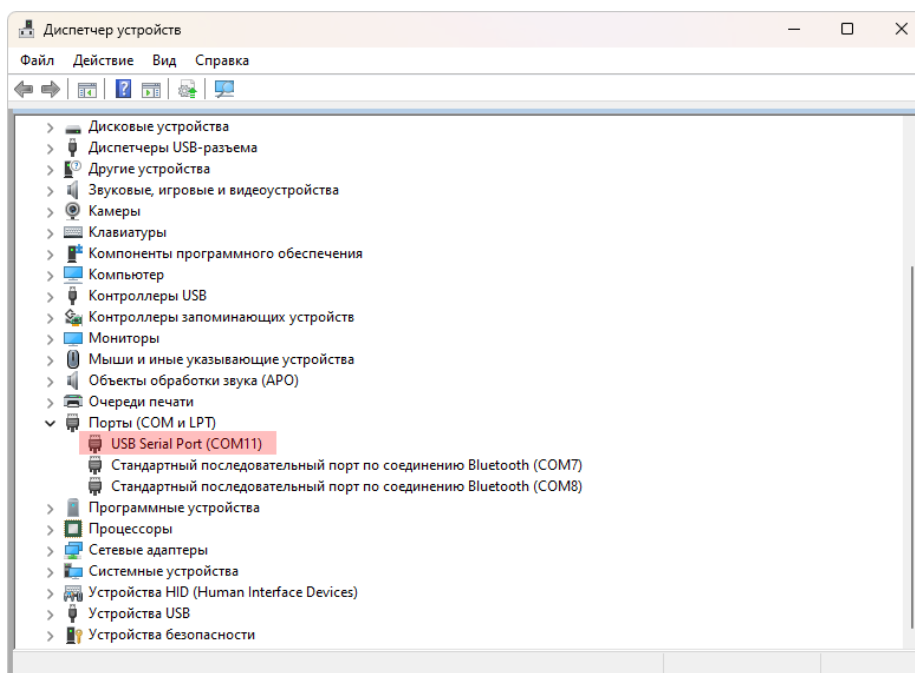 Диспетчер устройств
Файл Действие Вид Справка
Дисковые устройства
Диспетчеры USB-разъема
Другие устройства
Звуковые, игровые и видеоустройства
Камеры
Клавиатуры
Компоненты программного обеспечения
Компьютер
Контроллеры USB
Контроллеры запоминающих устройств
Мониторы
Мыши и иные указывающие устройства
Объекты обработки звука (APO)
Очереди печати
Порты (COM и LPT)
USB Serial Port (COM11)
Стандартный последовательный порт по соединению Bluetooth (COM7)
Стандартный последовательный порт по соединению Bluetooth (COM8)
Программные устройства
Процессоры
Сетевые адаптеры
Системные устройства
Устройства HID (Human Interface Devices)
Устройства USB
Устройства безопасности